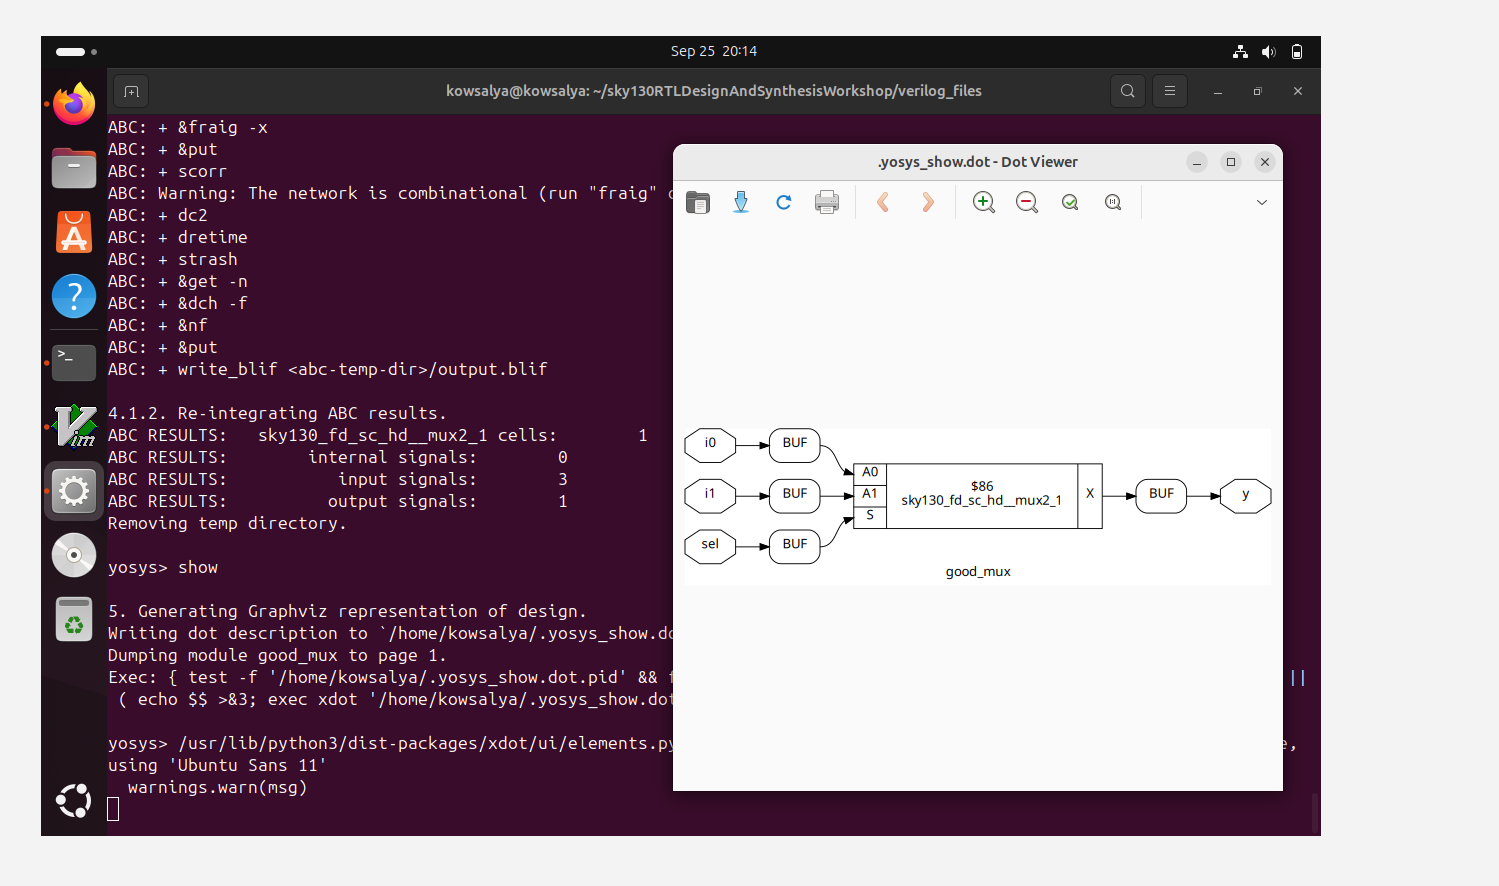 Sep 25 20:14
kowsalya@kowsalya: ~/sky130RTLDesignAndSynthesisWorkshop/verilog_files
ABC: + &fraig -x
ABC: + &put
ABC: + scorr
ABC: Warning: The network is combinational (run "fraig"
ABC: + dc2
ABC: + dretime
ABC: + strash
ABC: + &get -n
ABC: + &dch -f
ABC: + &nf
ABC: + &put
ABC: + write_blif <abc-temp-dir>/output.blif
4.1.2. Re-integrating ABC results.
ABC RESULTS:   sky130_fd_sc_hd__mux2_1 cells:        1
ABC RESULTS:        internal signals:        0
ABC RESULTS:           input signals:        3
ABC RESULTS:          output signals:        1
Removing temp directory.
yosys> show
5. Generating Graphviz representation of design.
Writing dot description to `/home/kowsalya/.yosys_show.do
Dumping module good_mux to page 1.
Exec: { test -f '/home/kowsalya/.yosys_show.dot.pid' && f ||
( echo $$ >&3; exec xdot '/home/kowsalya/.yosys_show.dot
yosys> /usr/lib/python3/dist-packages/xdot/ui/elements.py e,
using 'Ubuntu Sans 11'
warnings.warn(msg)
.yosys_show.dot - Dot Viewer
i0
BUF
A0
i1
BUF
A1
$86
sky130_fd_sc_hd__mux2_1
X
BUF
y
S
sel
BUF
good_mux